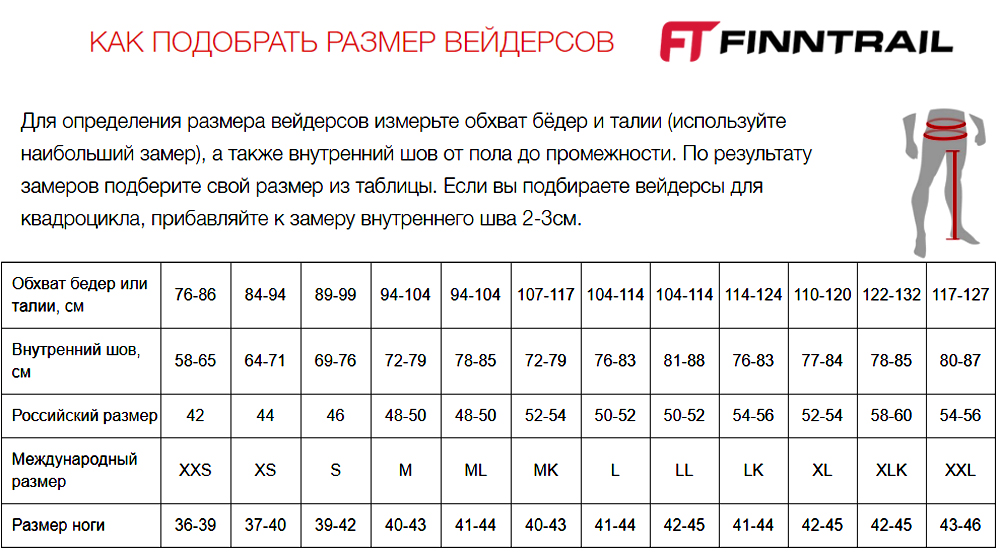 КАК ПОДОБРАТЬ РАЗМЕР ВЕЙДЕРСОВ FT FINNTRAIL
Для определения размера вейдерсов измерьте обхват бёдер и талии (используйте
наибольший замер), а также внутренний шов от пола до промежности. По результату
замеров подберите свой размер из таблицы. Если вы подбираете вейдерсы для
квадроцикла, прибавляйте к замеру внутреннего шва 2-3см.
Обхват бедер или талии, см 76-86 84-94 89-99 94-104 94-104 107-117 104-114 104-114 114-124 110-120 122-132 117-127
Внутренний шов, см 58-65 64-71 69-76 72-79 78-85 72-79 76-83 81-88 76-83 77-84 78-85 80-87
Российский размер 42 44 46 48-50 48-50 52-54 50-52 50-52 54-56 52-54 58-60 54-56
Международный размер XXS XS S M ML MK L LL LK XL XLK XXL
Размер ноги 36-39 37-40 39-42 40-43 41-44 40-43 41-44 42-45 41-44 42-45 42-45 43-46